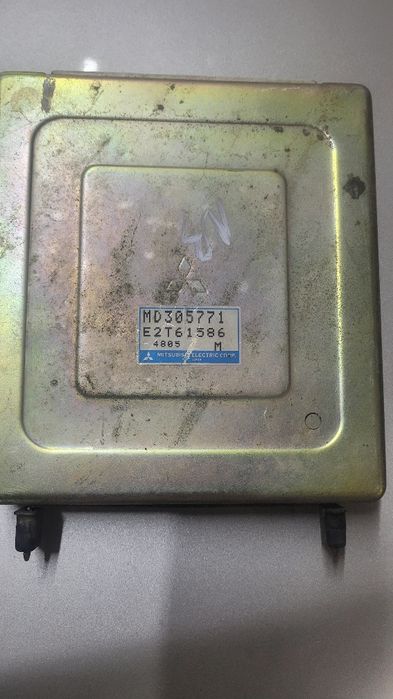 MD305771
E2T61586
4805 M
MITSUBISHI ELECTRIC CORP.